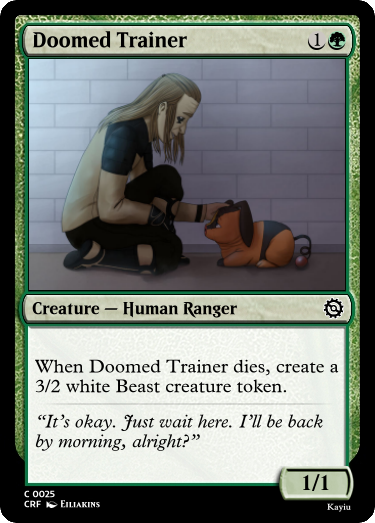 Doomed Trainer 1
Creature — Human Ranger
When Doomed Trainer dies, create a
3/2 white Beast creature token.
“It's okay. Just wait here. I'll be back
by morning, alright?”
1/1
C 0025
CRF Eiliakins
Kayiu